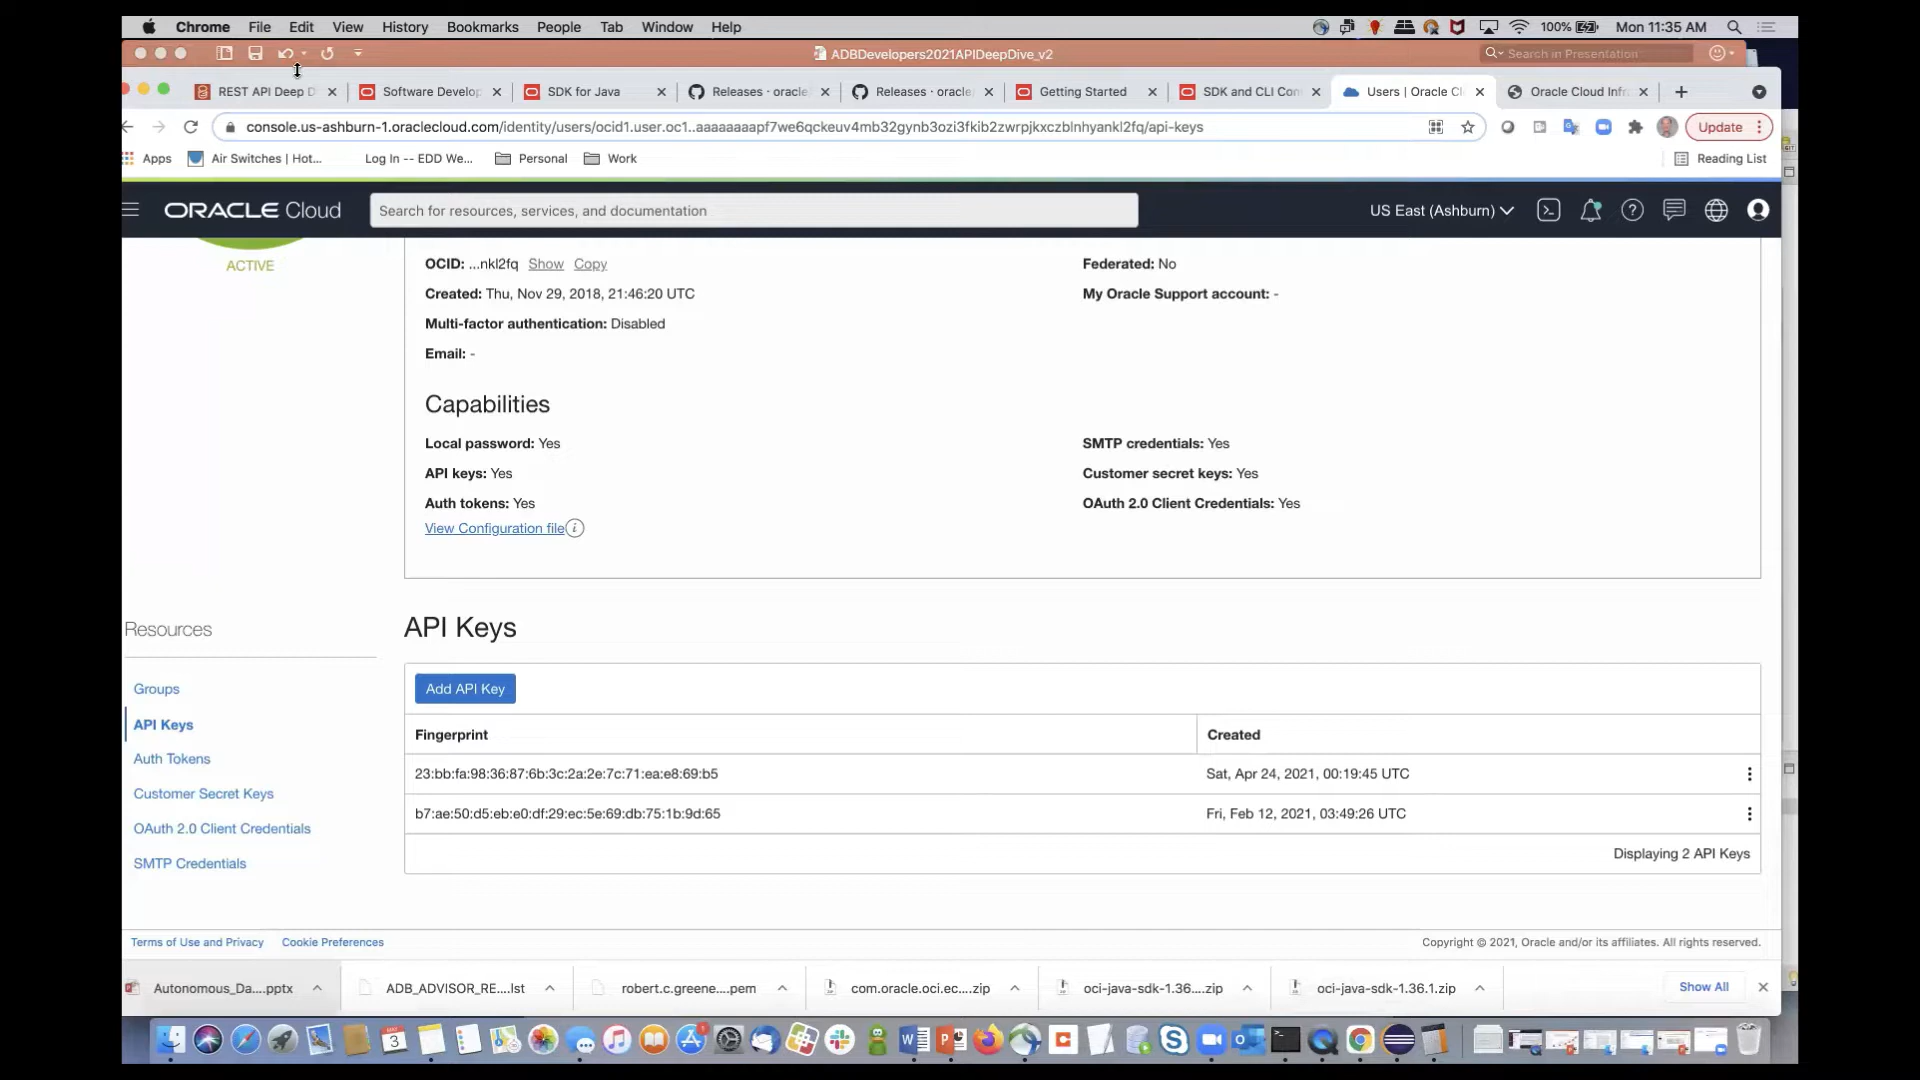 Chrome File Edit View History Bookmarks People Tab Window Help 100% Mon 11:35 AM
ADBDevelopers2021APIDeepDive_v2 Search in Presentation
REST API Deep D Software Develop SDK for Java Releases · oracle Releases · oracle Getting Started SDK and CLI Con Users | Oracle Cl Oracle Cloud Infr
console.us-ashburn-1.oraclecloud.com/identity/users/ocid1.user.oc1..aaaaaaaapf7we6qckeuv4mb32gynb3ozi3fkib2zwrpjkxczblnhyankl2fq/api-keys Update
Apps Air Switches | Hot... Log In -- EDD We... Personal Work Reading List
ORACLE Cloud Search for resources, services, and documentation US East (Ashburn)
ACTIVE
OCID: ...nkl2fq Show Copy Federated: No
Created: Thu, Nov 29, 2018, 21:46:20 UTC My Oracle Support account: -
Multi-factor authentication: Disabled
Email: -
Capabilities
Local password: Yes SMTP credentials: Yes
API keys: Yes Customer secret keys: Yes
Auth tokens: Yes OAuth 2.0 Client Credentials: Yes
View Configuration file i
Resources
API Keys
Groups
API Keys
Auth Tokens
Customer Secret Keys
OAuth 2.0 Client Credentials
SMTP Credentials
Add API Key
Fingerprint Created
23:bb:fa:98:36:87:6b:3c:2a:2e:7c:71:ea:e8:69:b5 Sat, Apr 24, 2021, 00:19:45 UTC
b7:ae:50:d5:eb:e0:df:29:ec:5e:69:db:75:1b:9d:65 Fri, Feb 12, 2021, 03:49:26 UTC
Displaying 2 API Keys
Terms of Use and Privacy Cookie Preferences Copyright © 2021, Oracle and/or its affiliates. All rights reserved.
Autonomous_Da....pptx ADB_ADVISOR_RE....lst robert.c.greene....pem com.oracle.oci.ec....zip oci-java-sdk-1.36....zip oci-java-sdk-1.36.1.zip Show All